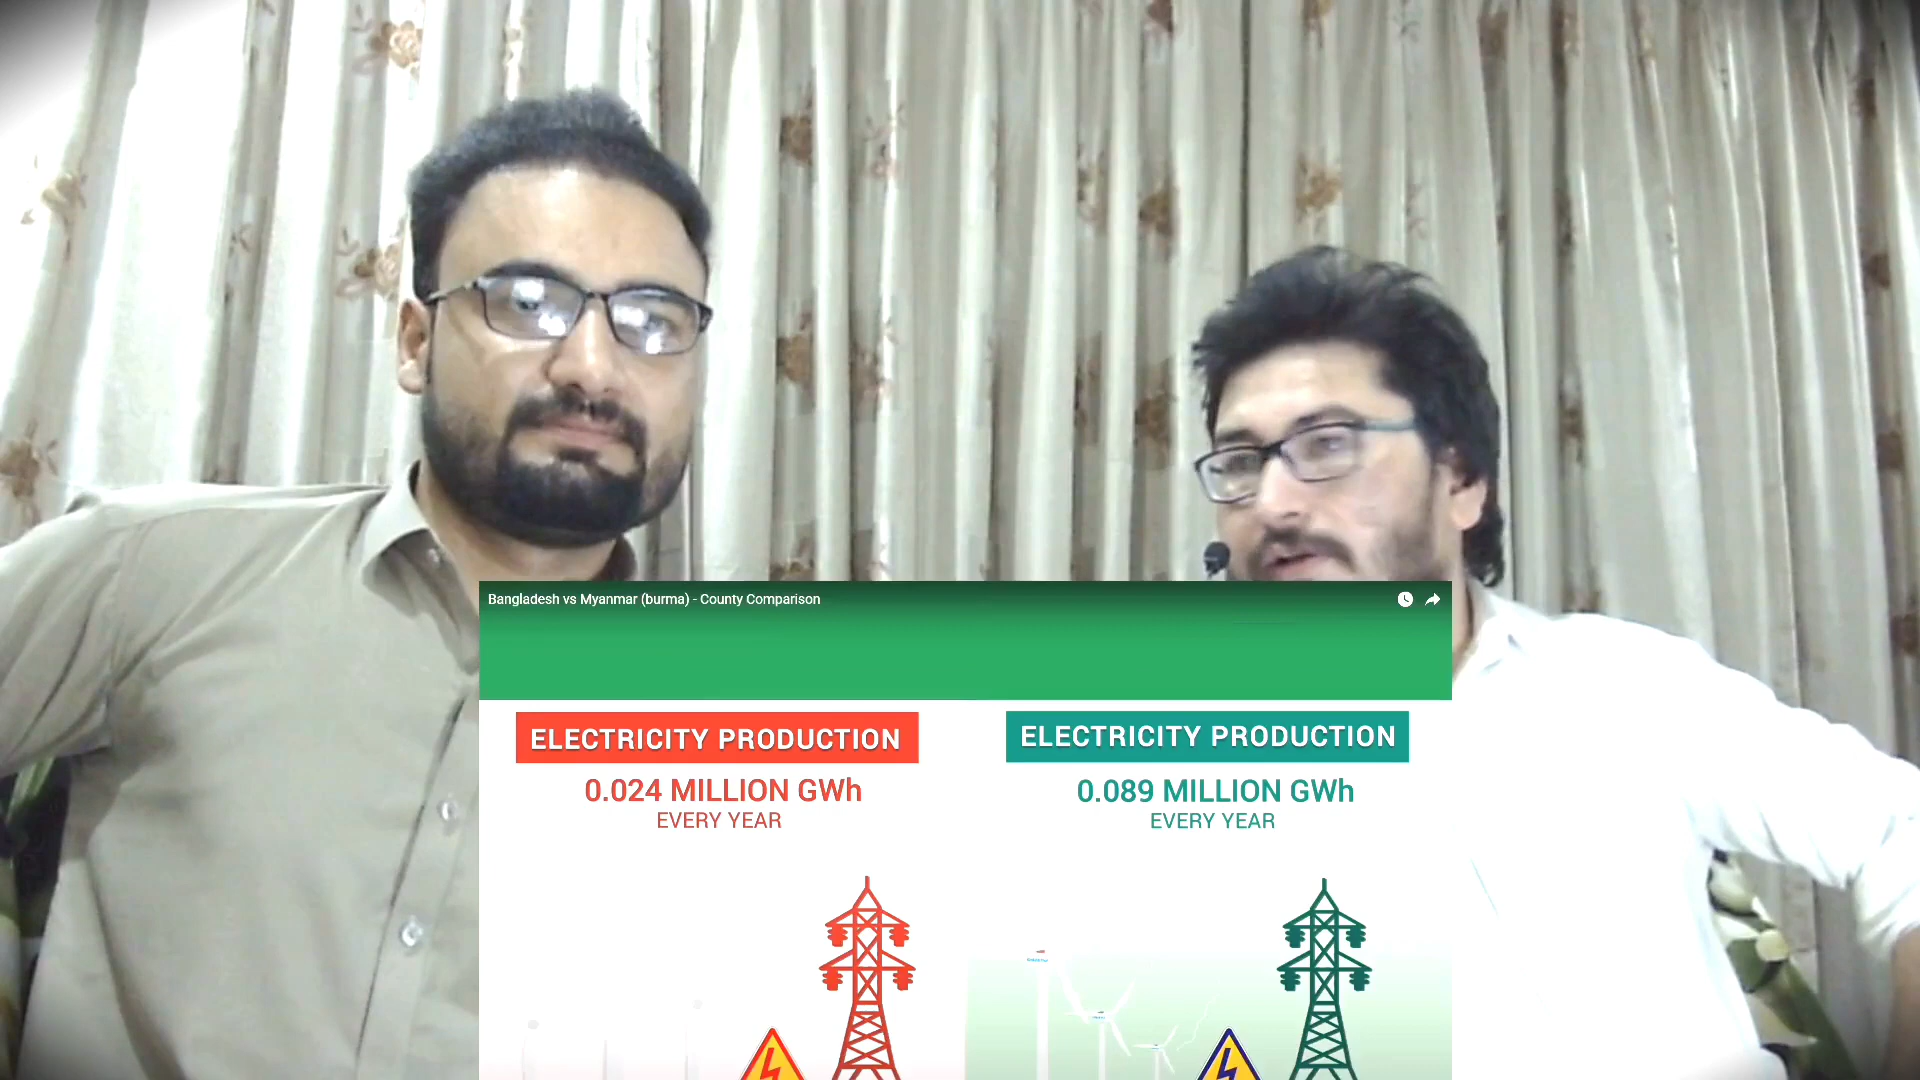 Bangladesh vs Myanmar (burma) - County Comparison
ELECTRICITY PRODUCTION
0.024 MILLION GWh
EVERY YEAR
ELECTRICITY PRODUCTION
0.089 MILLION GWh
EVERY YEAR